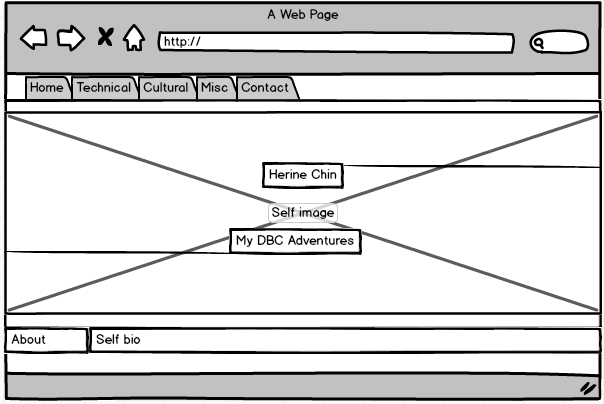 A Web Page
http://
Home Technical Cultural Misc Contact
Herine Chin
Self image
My DBC Adventures
About Self bio